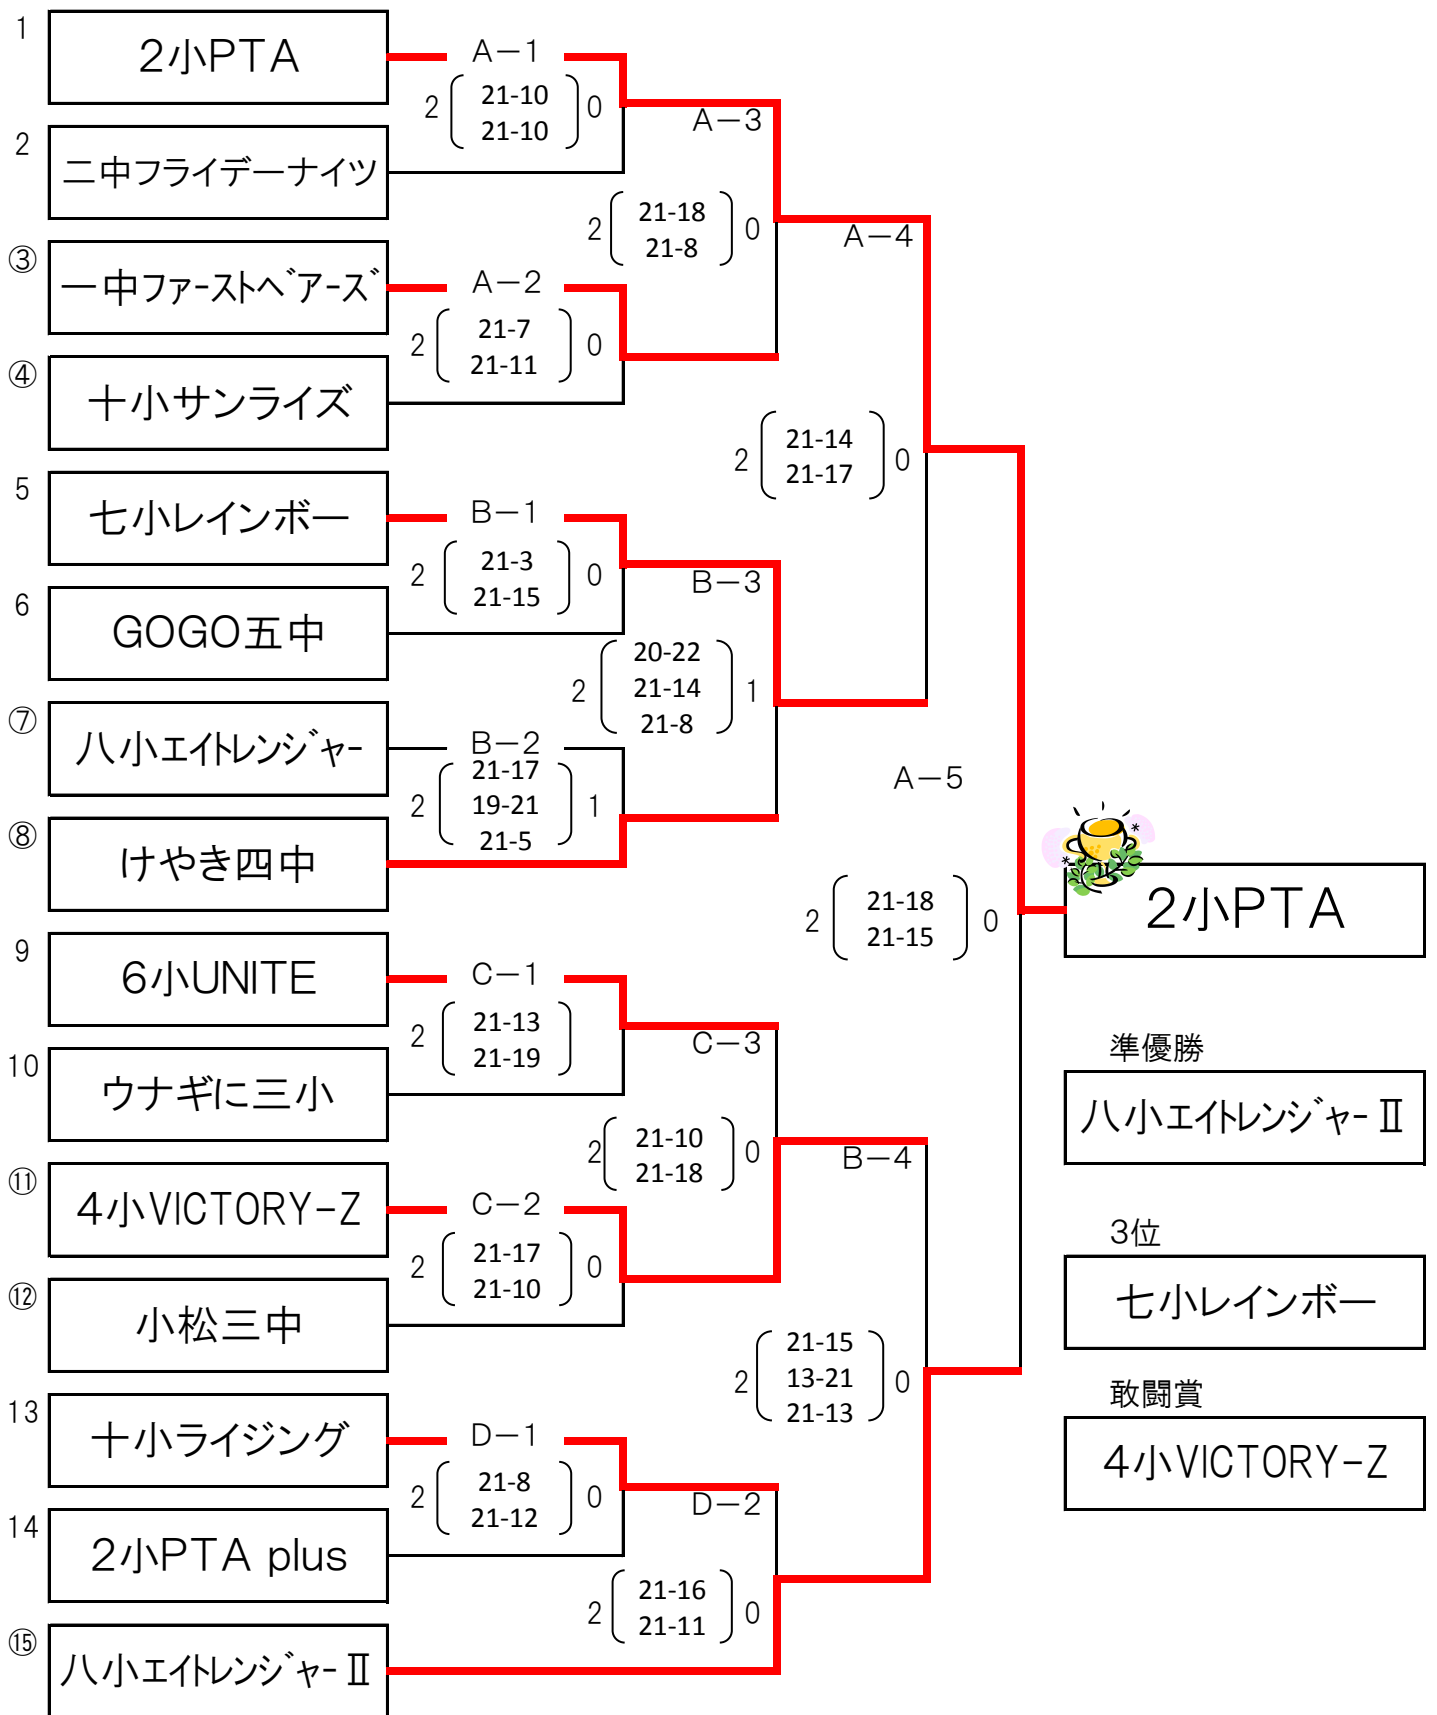 1
2小PTA
A－1
2
21-10
21-10
0
2
二中フライデーナイツ
A－3
2
21-18
21-8
0
③
一中ファーストベアーズ
A－2
2
21-7
21-11
0
④
十小サンライズ
A－4
2
21-14
21-17
0
5
七小レインボー
B－1
2
21-3
21-15
0
6
GOGO五中
B－3
2
20-22
21-14
21-8
1
⑦
八小エイトレンジャー
B－2
2
21-17
19-21
21-5
1
⑧
けやき四中
A－5
2
21-18
21-15
0
2小PTA
9
6小UNITE
C－1
2
21-13
21-19
10
ウナギに三小
C－3
2
21-10
21-18
0
⑪
4小VICTORY-Z
C－2
2
21-17
21-10
0
⑫
小松三中
B－4
2
21-15
13-21
21-13
0
13
十小ライジング
D－1
2
21-8
21-12
0
14
2小PTA plus
D－2
2
21-16
21-11
0
⑮
八小エイトレンジャーⅡ
準優勝
八小エイトレンジャーⅡ
3位
七小レインボー
敢闘賞
4小VICTORY-Z